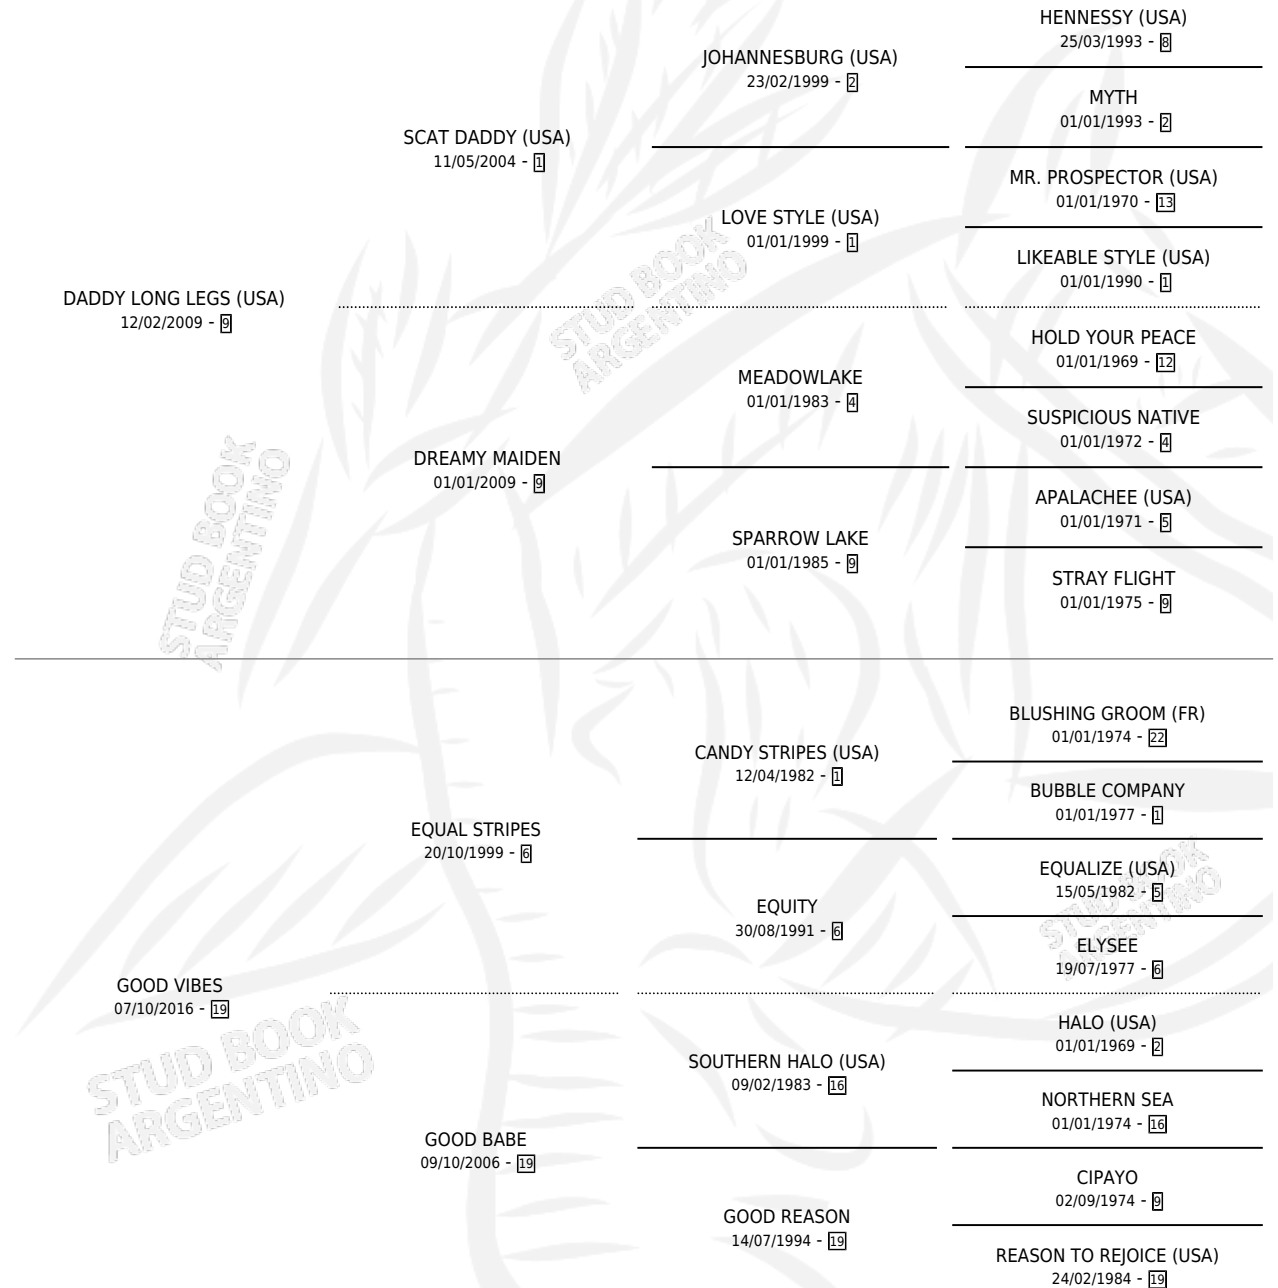 HENNESSY (USA)
25/03/1993 - 8
JOHANNESBURG (USA)
23/02/1999 - 2
MYTH
01/01/1993 - 2
SCAT DADDY (USA)
11/05/2004 - 1
MR. PROSPECTOR (USA)
01/01/1970 - 13
LOVE STYLE (USA)
01/01/1999 - 1
LIKEABLE STYLE (USA)
01/01/1990 - 1
DADDY LONG LEGS (USA)
12/02/2009 - 9
STUD BOOK
ARGENTINO
HOLD YOUR PEACE
01/01/1969 - 12
MEADOWLAKE
01/01/1983 - 4
SUSPICIOUS NATIVE
01/01/1972 - 4
DREAMY MAIDEN
01/01/2009 - 9
APALACHEE (USA)
01/01/1971 - 5
SPARROW LAKE
01/01/1985 - 9
STRAY FLIGHT
01/01/1975 - 9
STUD BOOK
ARGENTINO
BLUSHING GROOM (FR)
01/01/1974 - 22
CANDY STRIPES (USA)
12/04/1982 - 1
BUBBLE COMPANY
01/01/1977 - 1
EQUAL STRIPES
20/10/1999 - 6
EQUALIZE (USA)
15/05/1982 - 5
EQUITY
30/08/1991 - 6
STUD BOOK
ARGENTINO
ELYSEE
19/07/1977 - 6
GOOD VIBES
07/10/2016 - 19
STUD BOOK
ARGENTINO
HALO (USA)
01/01/1969 - 2
SOUTHERN HALO (USA)
09/02/1983 - 16
NORTHERN SEA
01/01/1974 - 16
GOOD BABE
09/10/2006 - 19
CIPAYO
02/09/1974 - 9
GOOD REASON
14/07/1994 - 19
REASON TO REJOICE (USA)
24/02/1984 - 19